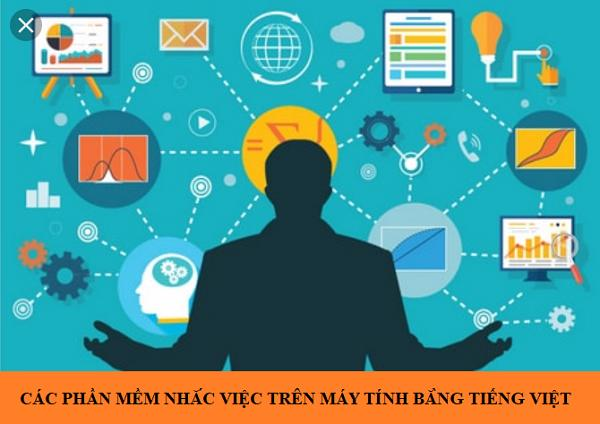 CÁC PHẦN MỀM NHẮC VIỆC TRÊN MÁY TÍNH BẰNG TIẾNG VIỆT